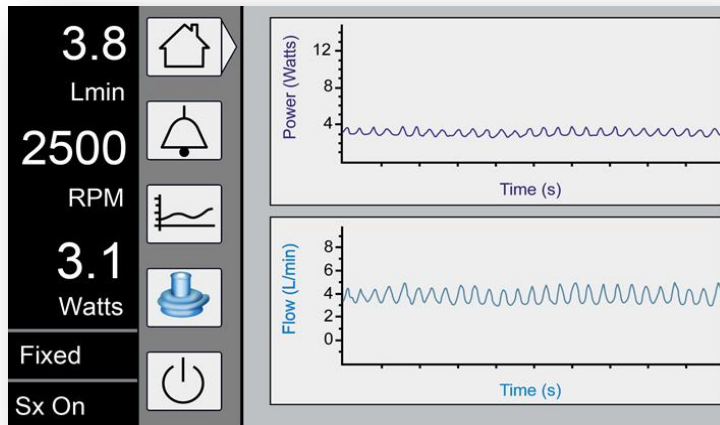 3.8
Lmin
2500
RPM
3.1
Watts
Fixed
Sx On
Power (Watts)
12
8
4
Time (s)
Flow (L/min)
8
6
4
2
0
Time (s)